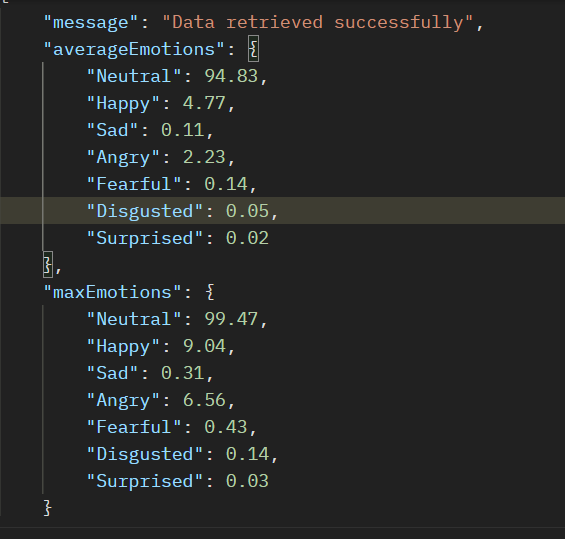 "message": "Data retrieved successfully",
"averageEmotions": {
"Neutral": 94.83,
"Happy": 4.77,
"Sad": 0.11,
"Angry": 2.23,
"Fearful": 0.14,
"Disgusted": 0.05,
"Surprised": 0.02
},
"maxEmotions": {
"Neutral": 99.47,
"Happy": 9.04,
"Sad": 0.31,
"Angry": 6.56,
"Fearful": 0.43,
"Disgusted": 0.14,
"Surprised": 0.03
}